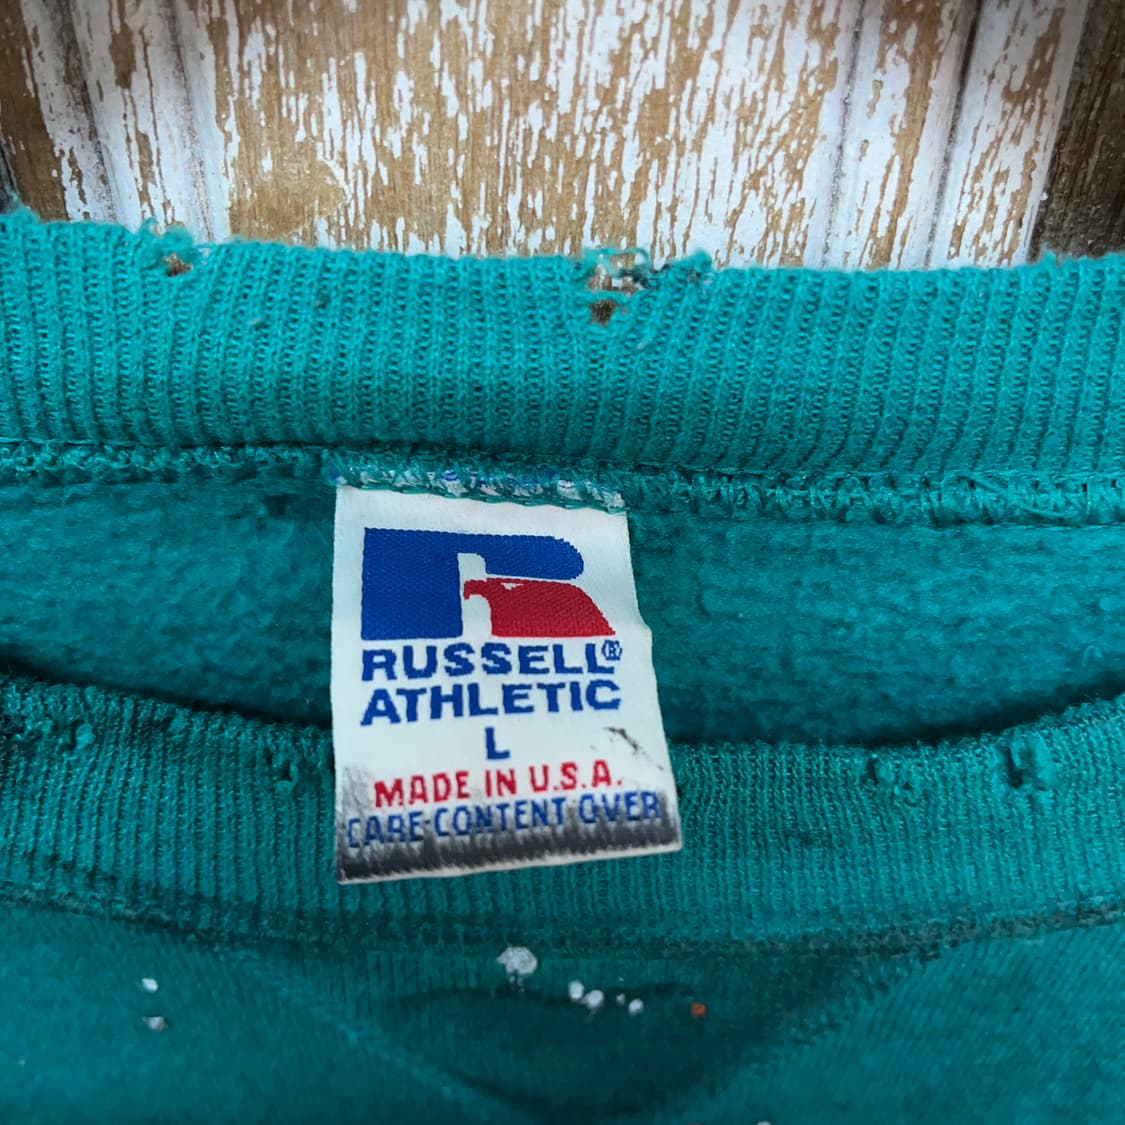 RUSSELL®
ATHLETIC
L
MADE IN U.S.A.
CARE-CONTENT OVER